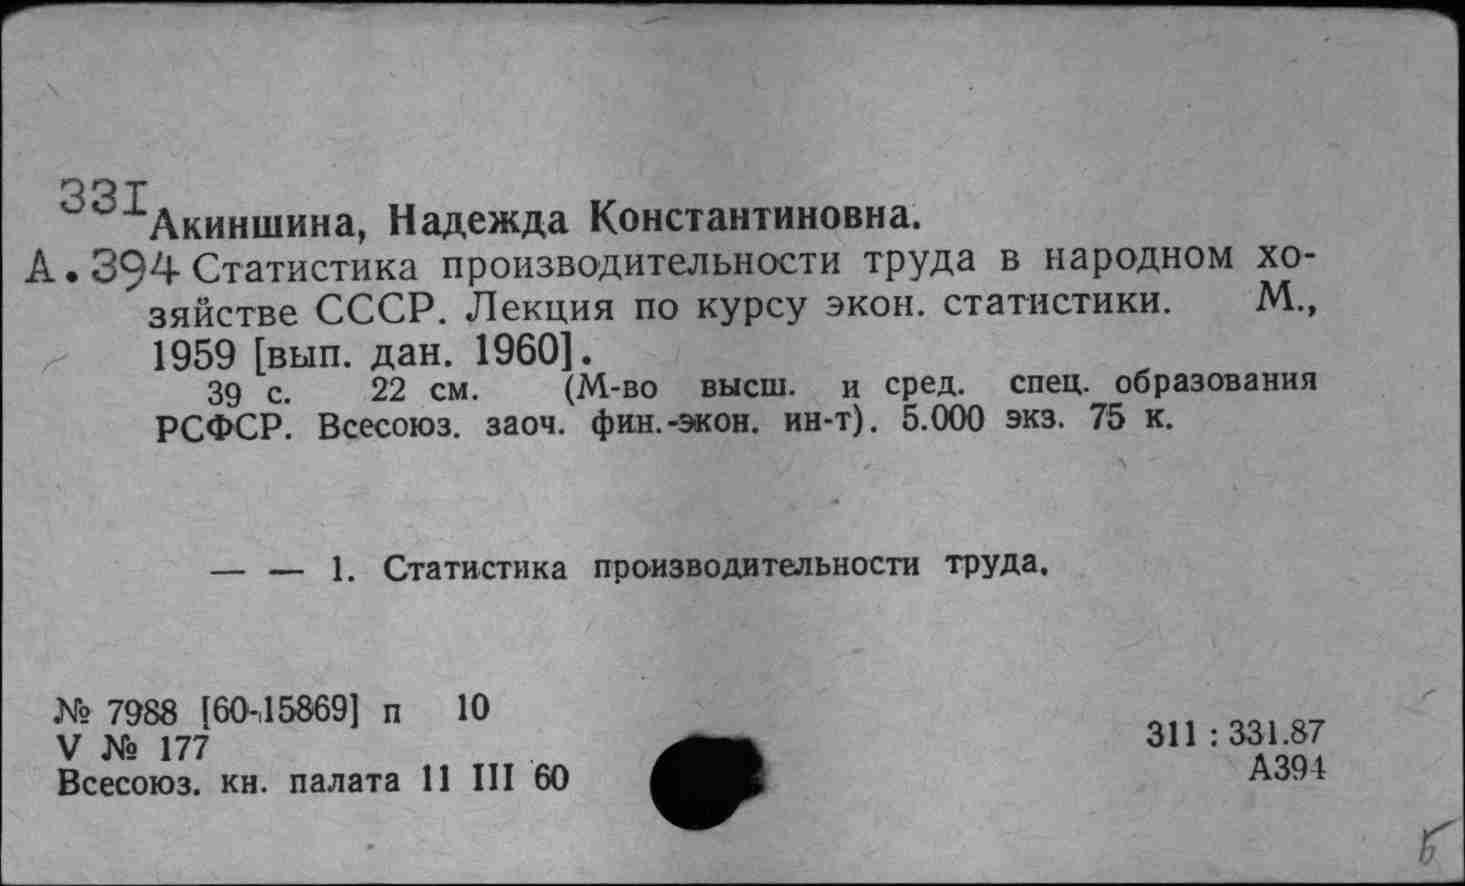 331
Акиншина, Надежда Константиновна.
А.394 Статистика производительности труда в народном хо-
зяйстве СССР. Лекция по курсу экон. статистики. М.,
1959 [вып. дан. 1960].
39 с. 22 см. (М-во высш. и сред. спец. образования
РСФСР. Всесоюз. заоч. фин.-экон. ин-т). 5.000 экз. 75 к.
— — 1. Статистика производительности труда.
№ 7988 [60-15869] п 10
V № 177
Всесоюз. кн. палата 11 III 60
311 : 331.87
А394